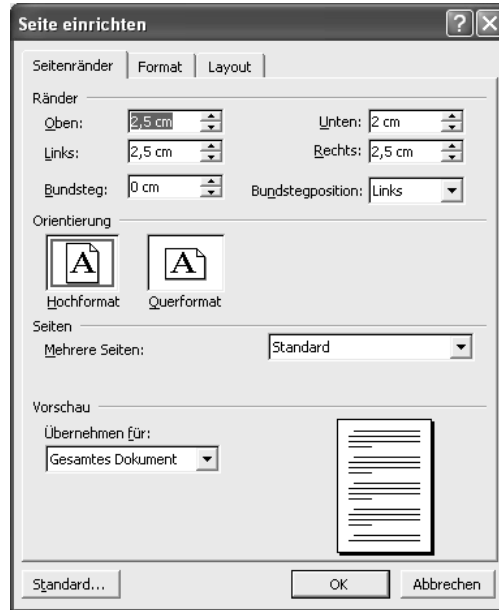 Seite einrichten
Seitenränder Format Layout
Ränder
Oben: 2,5 cm Unten: 2 cm
Links: 2,5 cm Rechts: 2,5 cm
Bundsteg: 0 cm Bundstegposition: Links
Orientierung
A A
Hochformat Querformat
Seiten
Mehrere Seiten: Standard
Vorschau
Übernehmen für:
Gesamtes Dokument
Standard... OK Abbrechen